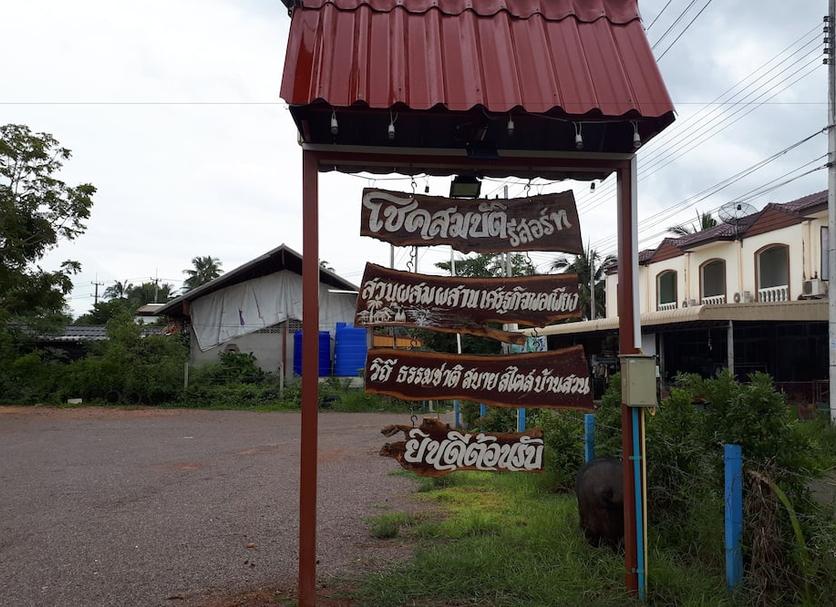 โชคสมบัติรีสอร์ท
สวนผสมผสานเศรษฐกิจพอเพียง
วิถี ธรรมชาติ สบาย สไตล์ บ้านสวน
ยินดีต้อนรับ